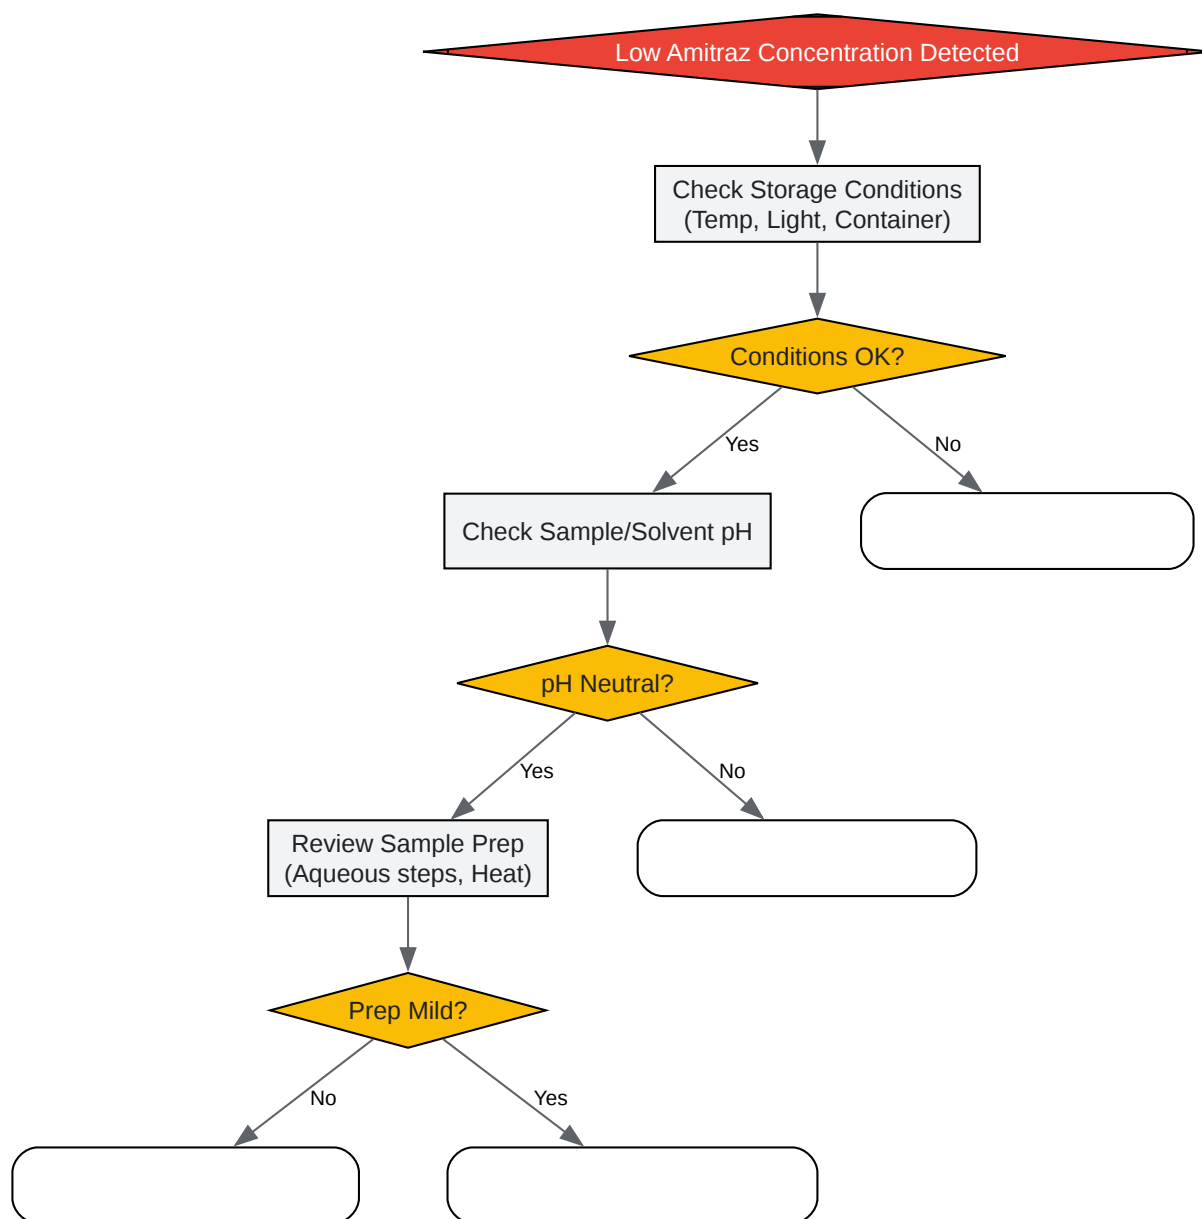 Low Amitraz Concentration Detected
Check Storage Conditions
(Temp, Light, Container)
Conditions OK?
Yes
No
Check Sample/Solvent pH
pH Neutral?
Yes
No
Review Sample Prep
(Aqueous steps, Heat)
Prep Mild?
No
Yes